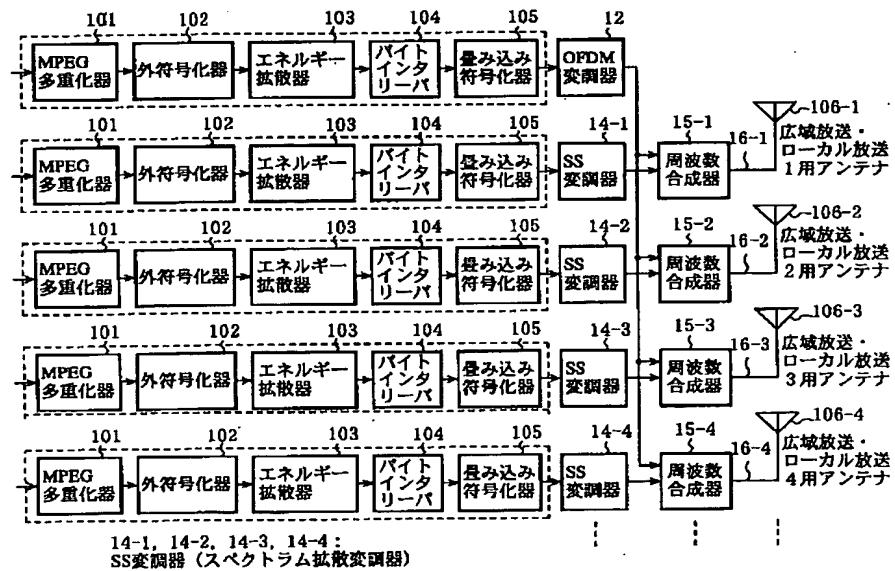 101 102 103 104 105 12
MPEG
多重化器
外符号化器
エネルギー
拡散器
バイト
インタ
リーバ
畳み込み
符号化器
OFDM
変調器
101 102 103 104 105 14-1 15-1 16-1 106-1
MPEG
多重化器
外符号化器
エネルギー
拡散器
バイト
インタ
リーバ
畳み込み
符号化器
SS
変調器
周波数
合成器
広域放送・
ローカル放送
1用アンテナ
101 102 103 104 105 14-2 15-2 16-2 106-2
MPEG
多重化器
外符号化器
エネルギー
拡散器
バイト
インタ
リーバ
畳み込み
符号化器
SS
変調器
周波数
合成器
広域放送・
ローカル放送
2用アンテナ
101 102 103 104 105 14-3 15-3 16-3 106-3
MPEG
多重化器
外符号化器
エネルギー
拡散器
バイト
インタ
リーバ
畳み込み
符号化器
SS
変調器
周波数
合成器
広域放送・
ローカル放送
3用アンテナ
101 102 103 104 105 14-4 15-4 16-4 106-4
MPEG
多重化器
外符号化器
エネルギー
拡散器
バイト
インタ
リーバ
畳み込み
符号化器
SS
変調器
周波数
合成器
広域放送・
ローカル放送
4用アンテナ
14-1, 14-2, 14-3, 14-4 :
SS変調器（スペクトラム拡散変調器）